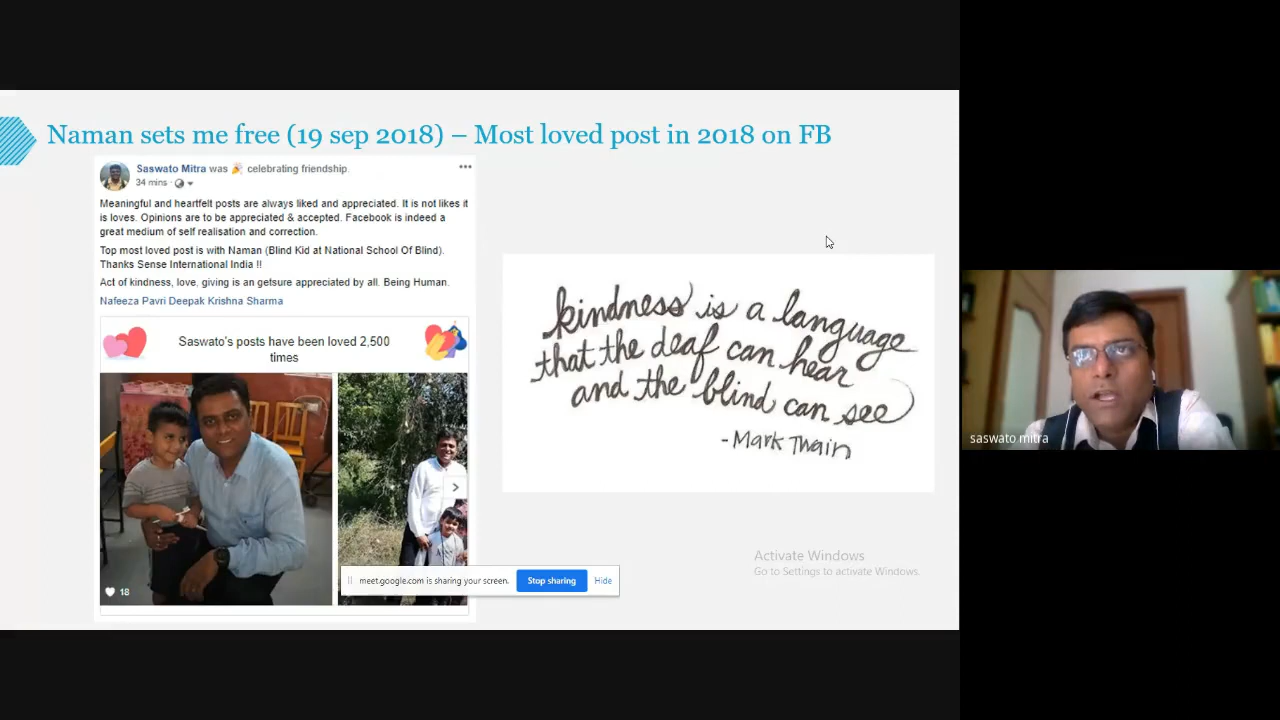 Naman sets me free (19 sep 2018) – Most loved post in 2018 on FB
Saswato Mitra was celebrating friendship.
34 mins ·
Meaningful and heartfelt posts are always liked and appreciated. It is not likes it
is loves. Opinions are to be appreciated & accepted. Facebook is indeed a
great medium of self realisation and correction.
Top most loved post is with Naman (Blind Kid at National School Of Blind).
Thanks Sense International India !!
Act of kindness, love, giving is an getsure appreciated by all. Being Human.
Nafeeza Pavri Deepak Krishna Sharma
Saswato's posts have been loved 2,500
times
18
kindness is a language
that the deaf can hear
and the blind can see
-Mark Twain
Activate Windows
Go to Settings to activate Windows.
meet.google.com is sharing your screen.
Stop sharing
Hide
saswato mitra